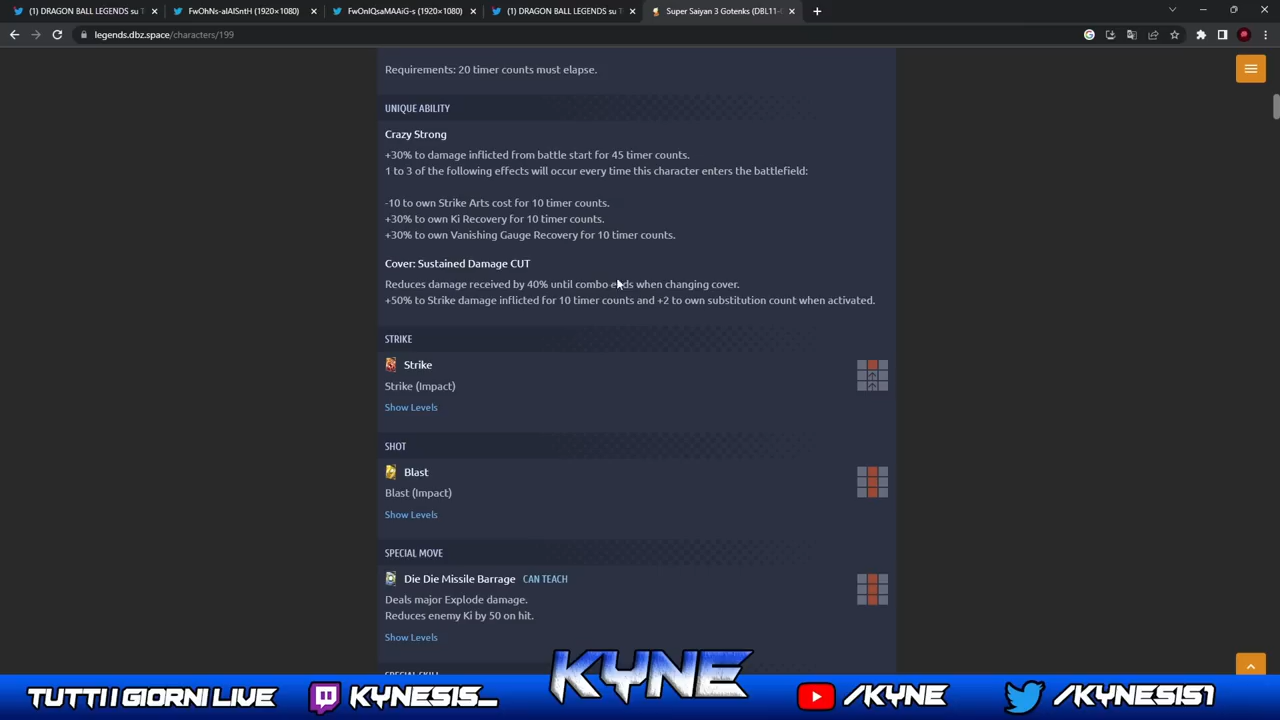 (1) DRAGON BALL LEGENDS su T
FwOhNs-aIAISntH (1920×1080)
FwOnIQsaMAAiG-s (1920×1080)
(1) DRAGON BALL LEGENDS su T
Super Saiyan 3 Gotenks (DBL11-
legends.dbz.space/characters/199
Requirements: 20 timer counts must elapse.
UNIQUE ABILITY
Crazy Strong
+30% to damage inflicted from battle start for 45 timer counts.
1 to 3 of the following effects will occur every time this character enters the battlefield:
-10 to own Strike Arts cost for 10 timer counts.
+30% to own Ki Recovery for 10 timer counts.
+30% to own Vanishing Gauge Recovery for 10 timer counts.
Cover: Sustained Damage CUT
Reduces damage received by 40% until combo ends when changing cover.
+50% to Strike damage inflicted for 10 timer counts and +2 to own substitution count when activated.
STRIKE
Strike
Strike (Impact)
Show Levels
SHOT
Blast
Blast (Impact)
Show Levels
SPECIAL MOVE
Die Die Missile Barrage CAN TEACH
Deals major Explode damage.
Reduces enemy Ki by 50 on hit.
Show Levels
SPECIAL SKILL
KYNE
TUTTI I GIORNI LIVE
KYNESIS_
/KYNE
/KYNESIS1